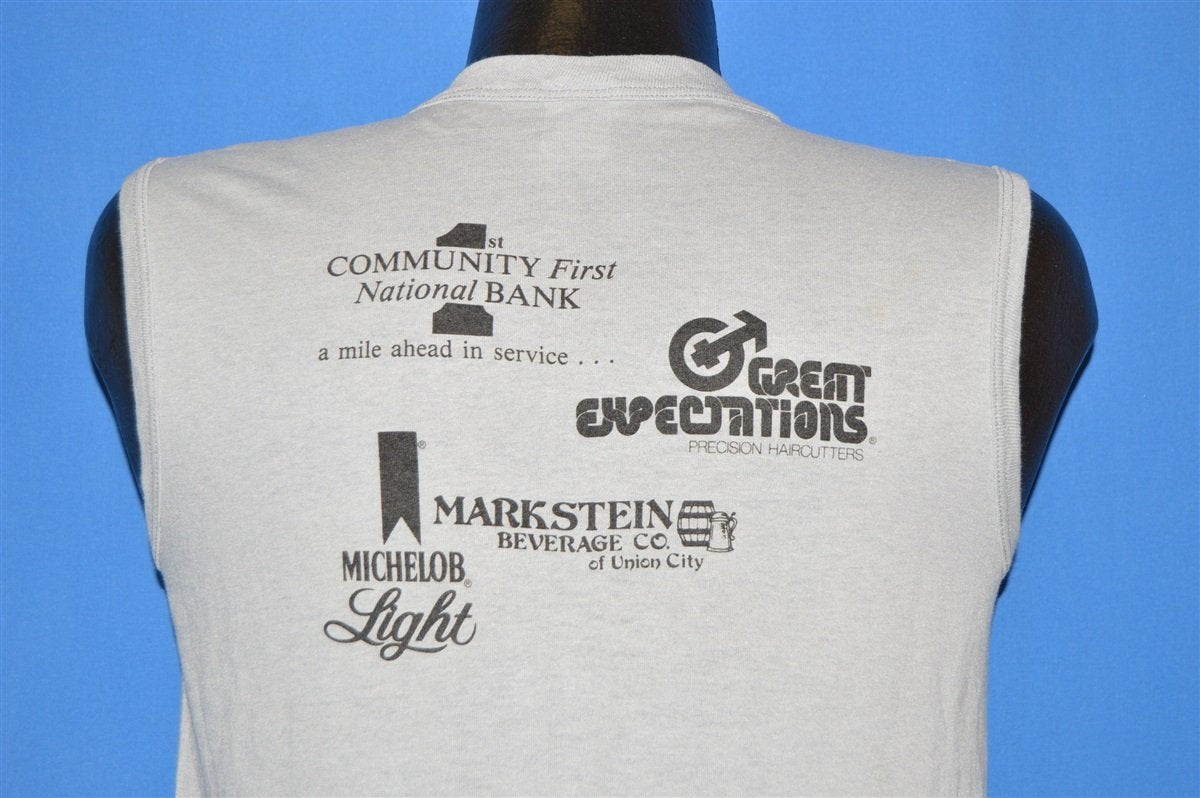 1st
COMMUNITY First
National BANK
a mile ahead in service . . .
GREAT
EXPECTATIONS®
PRECISION HAIRCUTTERS
®
MICHELOB®
Light
MARKSTEIN
BEVERAGE CO.
of Union City